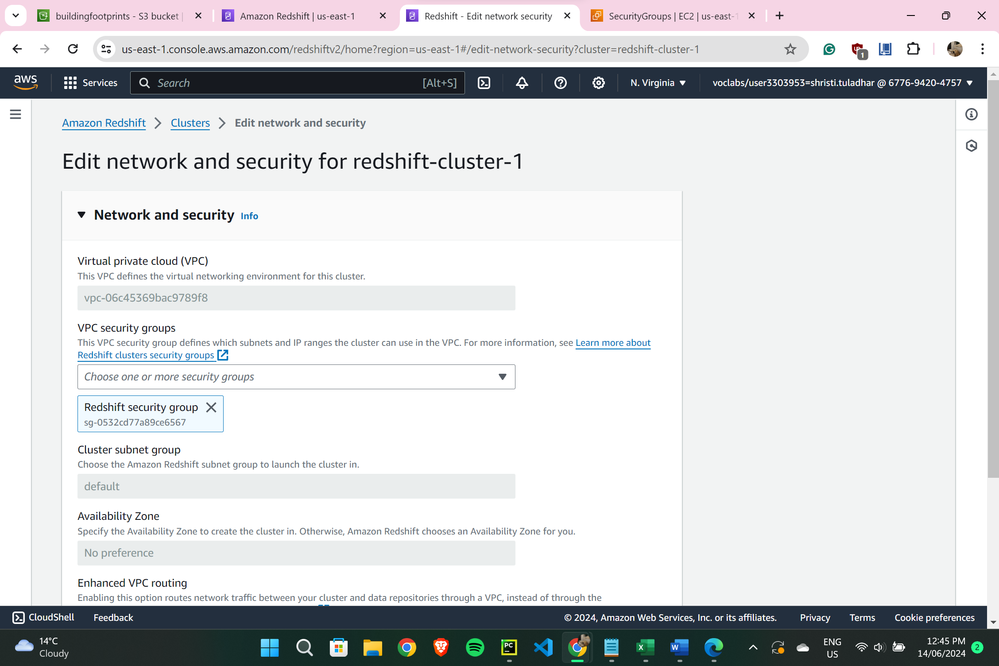 buildingfootprints - S3 bucket |
Amazon Redshift | us-east-1
Redshift - Edit network security
SecurityGroups | EC2 | us-east-1
us-east-1.console.aws.amazon.com/redshiftv2/home?region=us-east-1#/edit-network-security?cluster=redshift-cluster-1
1
aws
Services
Search
[Alt+S]
N. Virginia
voclabs/user3303953=shristi.tuladhar @ 6776-9420-4757
Amazon Redshift
Clusters
Edit network and security
Edit network and security for redshift-cluster-1
Network and security Info
Virtual private cloud (VPC)
This VPC defines the virtual networking environment for this cluster.
vpc-06c45369bac9789f8
VPC security groups
This VPC security group defines which subnets and IP ranges the cluster can use in the VPC. For more information, see Learn more about
Redshift clusters security groups
Choose one or more security groups
Redshift security group
sg-0532cd77a89ce6567
Cluster subnet group
Choose the Amazon Redshift subnet group to launch the cluster in.
default
Availability Zone
Specify the Availability Zone to create the cluster in. Otherwise, Amazon Redshift chooses an Availability Zone for you.
No preference
Enhanced VPC routing
Enabling this option routes network traffic between your cluster and data repositories through a VPC, instead of through the
CloudShell
Feedback
© 2024, Amazon Web Services, Inc. or its affiliates.
Privacy
Terms
Cookie preferences
14°C
Cloudy
PC
X
W
ENG
US
12:45 PM
14/06/2024
2